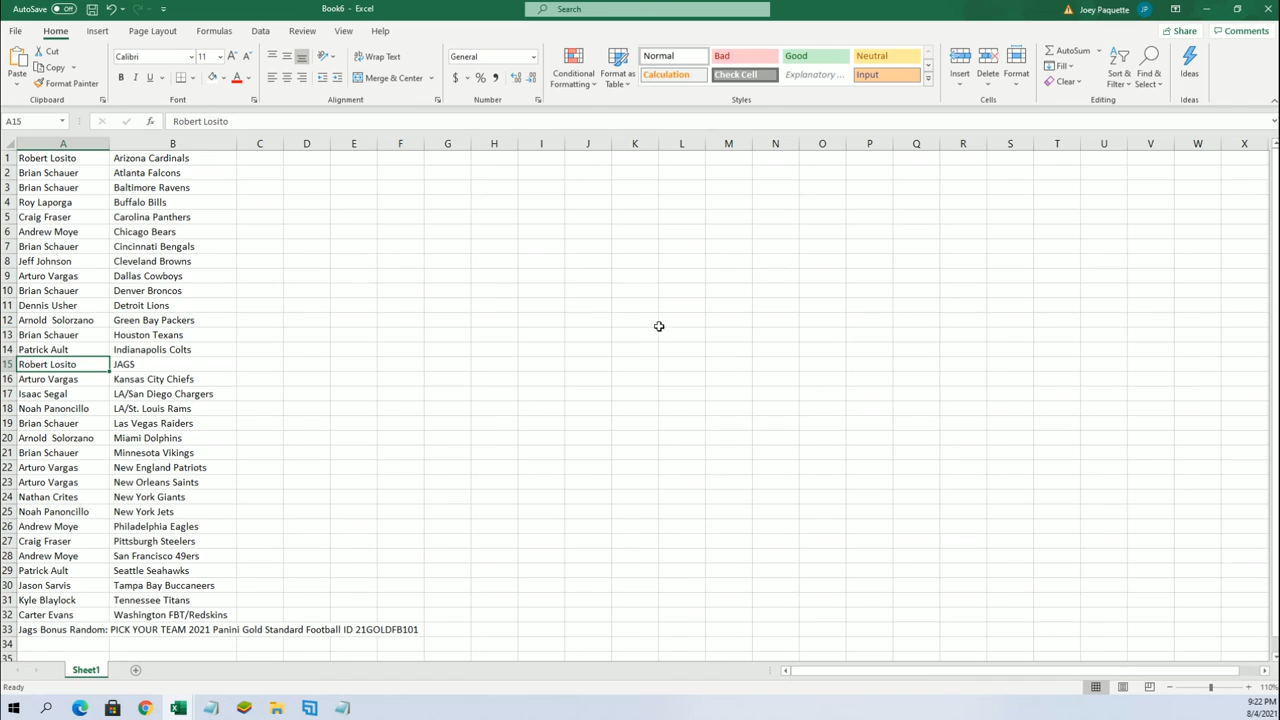 AutoSave Off Book6 - Excel Search Joey Paquette JP
File Home Insert Page Layout Formulas Data Review View Help Share Comments
Paste Cut Copy Format Painter Clipboard
Calibri 11 B I U A Font
Wrap Text Merge & Center Alignment
General $ % Number
Conditional Formatting Format as Table
Normal Bad Good Neutral
Calculation Check Cell Explanatory ... Input
Styles
Insert Delete Format Cells
AutoSum Fill Clear Sort & Filter Find & Select Editing
Ideas Ideas
A15 fx Robert Losito
A B C D E F G H I J K L M N O P Q R S T U V W X
1 Robert Losito Arizona Cardinals
2 Brian Schauer Atlanta Falcons
3 Brian Schauer Baltimore Ravens
4 Roy Laporga Buffalo Bills
5 Craig Fraser Carolina Panthers
6 Andrew Moye Chicago Bears
7 Brian Schauer Cincinnati Bengals
8 Jeff Johnson Cleveland Browns
9 Arturo Vargas Dallas Cowboys
10 Brian Schauer Denver Broncos
11 Dennis Usher Detroit Lions
12 Arnold  Solorzano Green Bay Packers
13 Brian Schauer Houston Texans
14 Patrick Ault Indianapolis Colts
15 Robert Losito JAGS
16 Arturo Vargas Kansas City Chiefs
17 Isaac Segal LA/San Diego Chargers
18 Noah Panoncillo LA/St. Louis Rams
19 Brian Schauer Las Vegas Raiders
20 Arnold  Solorzano Miami Dolphins
21 Brian Schauer Minnesota Vikings
22 Arturo Vargas New England Patriots
23 Arturo Vargas New Orleans Saints
24 Nathan Crites New York Giants
25 Noah Panoncillo New York Jets
26 Andrew Moye Philadelphia Eagles
27 Craig Fraser Pittsburgh Steelers
28 Andrew Moye San Francisco 49ers
29 Patrick Ault Seattle Seahawks
30 Jason Sarvis Tampa Bay Buccaneers
31 Kyle Blaylock Tennessee Titans
32 Carter Evans Washington FBT/Redskins
33 Jags Bonus Random: PICK YOUR TEAM 2021 Panini Gold Standard Football ID 21GOLDFB101
34
35
Sheet1
Ready 110%
9:22 PM
8/4/2021